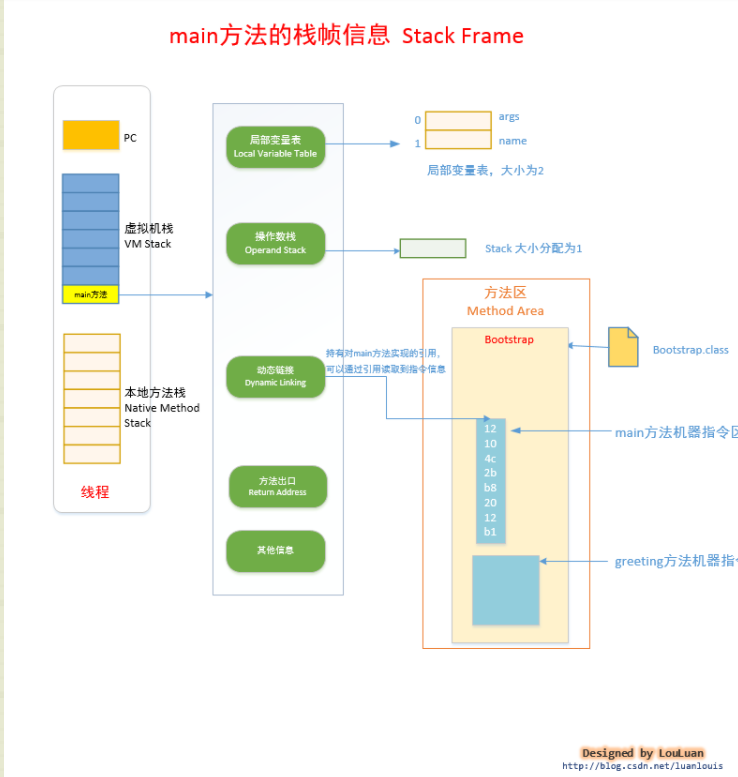 main方法的栈帧信息 Stack Frame
PC
虚拟机栈
VM Stack
main方法
本地方法栈
Native Method
Stack
线程
局部变量表
Local Variable Table
操作数栈
Operand Stack
动态链接
Dynamic Linking
方法出口
Return Address
其他信息
0
args
1
name
局部变量表，大小为2
Stack 大小分配为1
持有对main方法实现的引用，
可以通过引用读取到指令信息
方法区
Method Area
Bootstrap
Bootstrap.class
12
10
4c
2b
b8
20
12
b1
main方法机器指令区
greeting方法机器指
Designed by LouLuan
http://blog.csdn.net/luanlouis